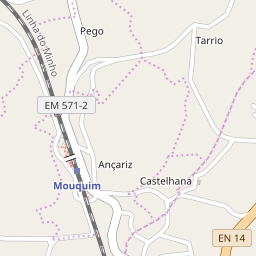 Pego
Tarrio
Linha do Minho
EM 571-2
Ançariz
Mouquim
Castelhana
EN 14